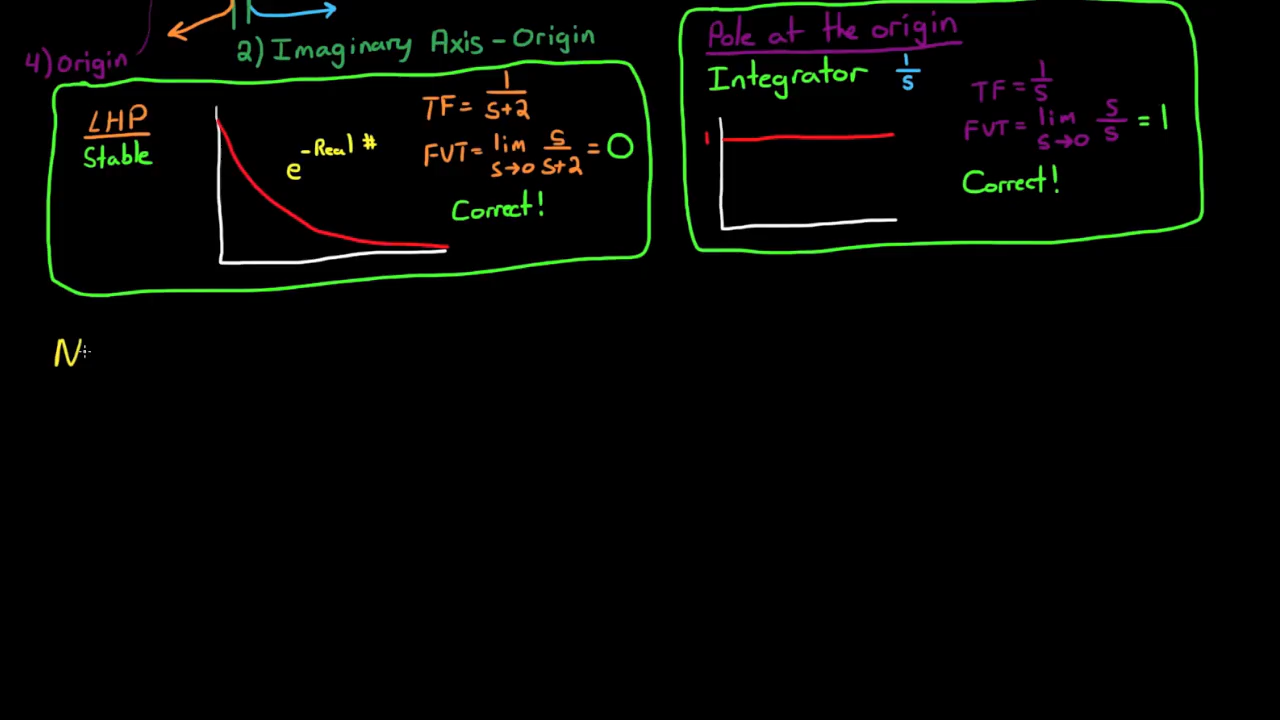 4) Origin
2) Imaginary Axis - Origin
LHP
Stable
e^-Real #
TF = 1/(s+2)
FVT = lim s→0 s/(s+2) = 0
Correct!
Pole at the origin
Integrator 1/s
1
TF = 1/s
FVT = lim s→0 s/s = 1
Correct!
N